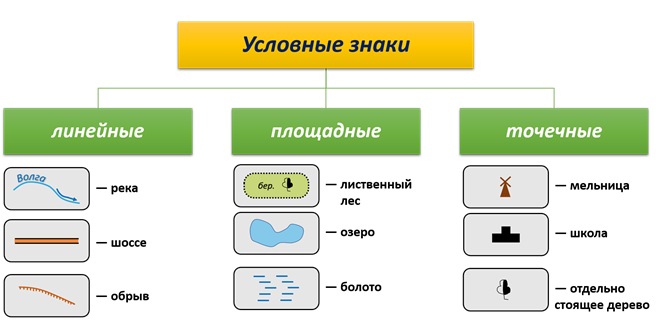 Условные знаки
линейные
Волга
— река
— шоссе
— обрыв
площадные
бер.
— лиственный
лес
— озеро
— болото
точечные
— мельница
— школа
— отдельно
стоящее дерево